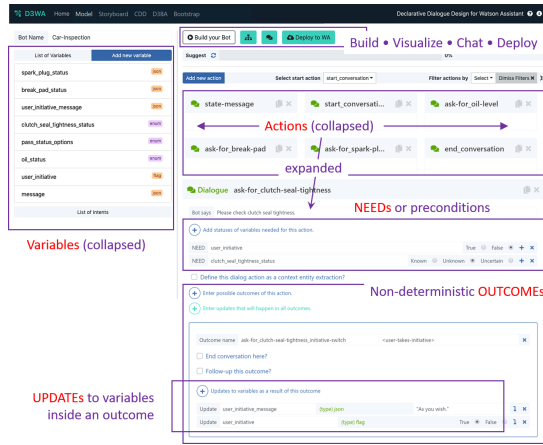 D3WA Home Model Storyboard CDD D3BA Bootstrap Declarative Dialogue Design for Watson Assistant
Bot Name Car-Inspection
List of Variables Add new variable
spark_plug_status json
break_pad_status json
user_initiative_message json
clutch_seal_tightness_status enum
pass_status_options enum
oil_status enum
user_initiative flag
message json
List of Intents
Variables (collapsed)
Build your Bot Deploy to WA
Build • Visualize • Chat • Deploy
Suggest 0%
Add new action Select start action start_conversation Filter actions by Select Dimiss Filters
state-message start_conversati... ask-for-oil-level
Actions (collapsed)
ask-for_break-pad ask-for_spark-pl... end_conversation
expanded
Dialogue ask-for_clutch-seal-tightness
Bot says Please check clutch seal tightness.
NEEDs or preconditions
Add statuses of variables needed for this action.
NEED user_initiative True False
NEED clutch_seal_tightness_status Known Unknown Uncertain
Define this dialog action as a context entity extraction?
Enter possible outcomes of this action.
Non-deterministic OUTCOMEs
Enter updates that will happen in all outcomes.
Outcome name ask-for_clutch-seal-tightness_initiative-switch <user-takes-initiative>
End conversation here?
Follow-up this outcome?
UPDATEs to variables
inside an outcome
Updates to variables as a result of this outcome
Update user_initiative_message (type) json "As you wish."
Update user_initiative (type) flag True False